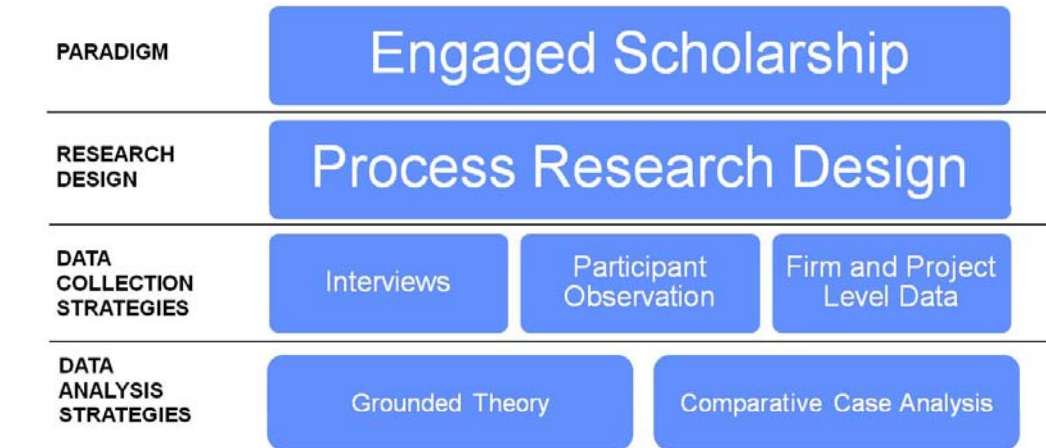 PARADIGM
Engaged Scholarship
RESEARCH
DESIGN
Process Research Design
DATA
COLLECTION
STRATEGIES
Interviews
Participant
Observation
Firm and Project
Level Data
DATA
ANALYSIS
STRATEGIES
Grounded Theory
Comparative Case Analysis